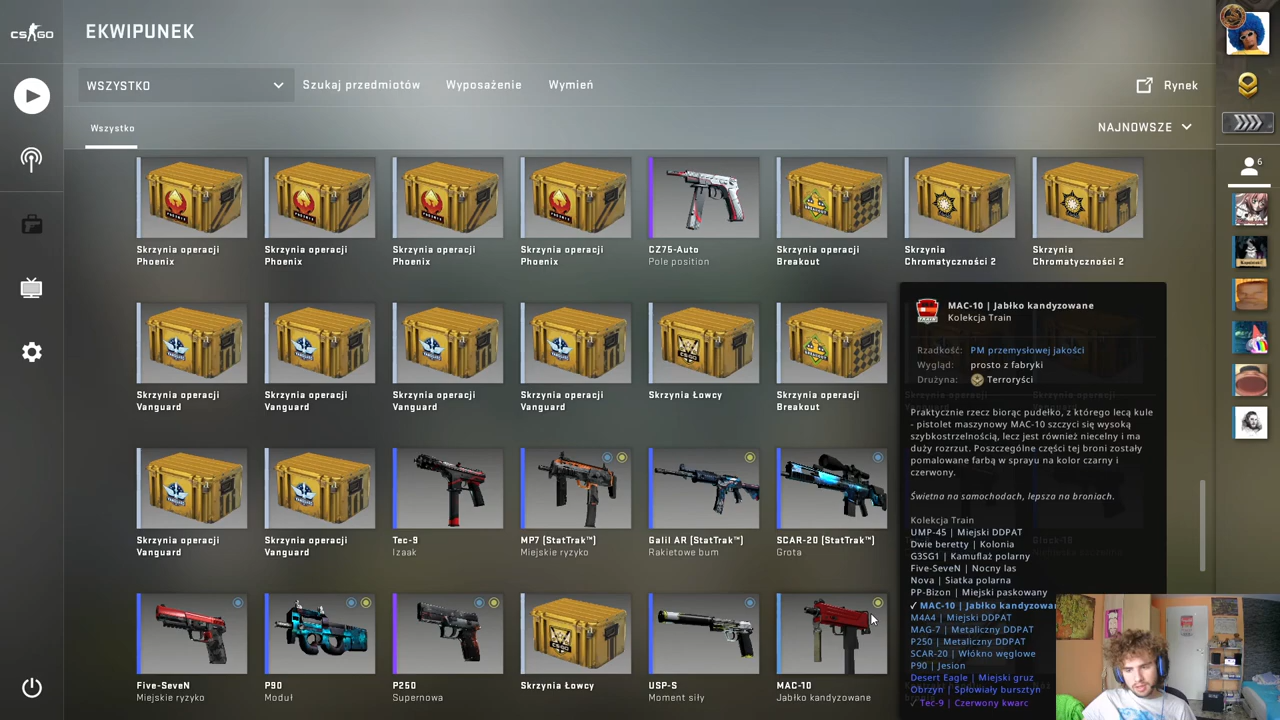 CS GO
EKWIPUNEK
WSZYSTKO
Szukaj przedmiotów
Wyposażenie
Wymień
Rynek
Wszystko
NAJNOWSZE
6
Skrzynia operacji
Phoenix
Skrzynia operacji
Phoenix
Skrzynia operacji
Phoenix
Skrzynia operacji
Phoenix
CZ75-Auto
Pole position
Skrzynia operacji
Breakout
Skrzynia
Chromatyczności 2
Skrzynia
Chromatyczności 2
Skrzynia operacji
Vanguard
Skrzynia operacji
Vanguard
Skrzynia operacji
Vanguard
Skrzynia operacji
Vanguard
Skrzynia Łowcy
Skrzynia operacji
Breakout
Skrzynia operacji
Vanguard
Skrzynia operacji
Vanguard
Tec-9
Izaak
MP7 (StatTrak™)
Miejskie ryzyko
Galil AR (StatTrak™)
Rakietowe bum
SCAR-20 (StatTrak™)
Grota
Five-SeveN
Miejskie ryzyko
P90
Moduł
P250
Supernowa
Skrzynia Łowcy
USP-S
Moment siły
MAC-10
Jabłko kandyzowane
TRAIN
MAC-10 | Jabłko kandyzowane
Kolekcja Train
Rzadkość: PM przemysłowej jakości
Wygląd: prosto z fabryki
Drużyna: Terroryści
Praktycznie rzecz biorąc pudełko, z którego lecą kule
- pistolet maszynowy MAC-10 szczyci się wysoką
szybkostrzelnością, lecz jest również niecelny i ma
duży rozrzut. Poszczególne części tej broni zostały
pomalowane farbą w sprayu na kolor czarny i
czerwony.
Świetna na samochodach, lepsza na broniach.
Kolekcja Train
UMP-45 | Miejski DDPAT
Dwie beretty | Kolonia
G3SG1 | Kamuflaż polarny
Five-SeveN | Nocny las
Nova | Siatka polarna
PP-Bizon | Miejski paskowany
✓ MAC-10 | Jabłko kandyzowan
M4A4 | Miejski DDPAT
MAG-7 | Metaliczny DDPAT
P250 | Metaliczny DDPAT
SCAR-20 | Włókno węglowe
P90 | Jesion
Desert Eagle | Miejski gruz
Obrzyn | Spłowiały bursztyn
✓ Tec-9 | Czerwony kwarc